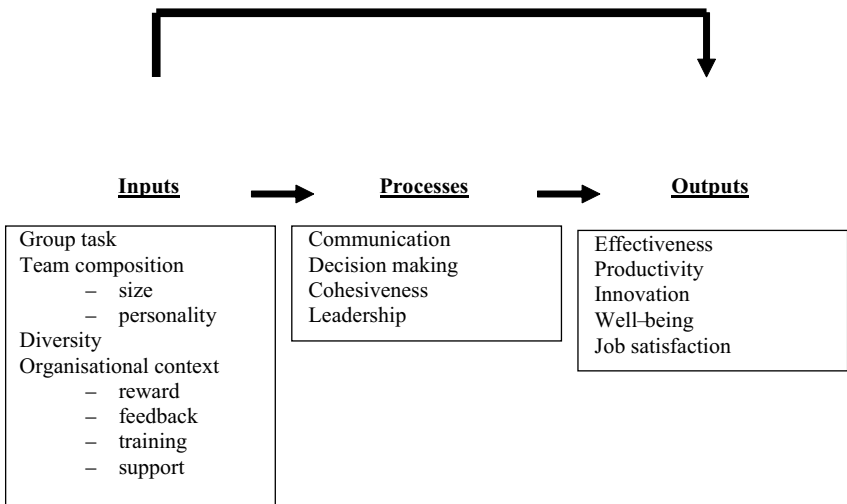 Inputs
Processes
Outputs
Group task
Team composition
– size
– personality
Diversity
Organisational context
– reward
– feedback
– training
– support
Communication
Decision making
Cohesiveness
Leadership
Effectiveness
Productivity
Innovation
Well–being
Job satisfaction